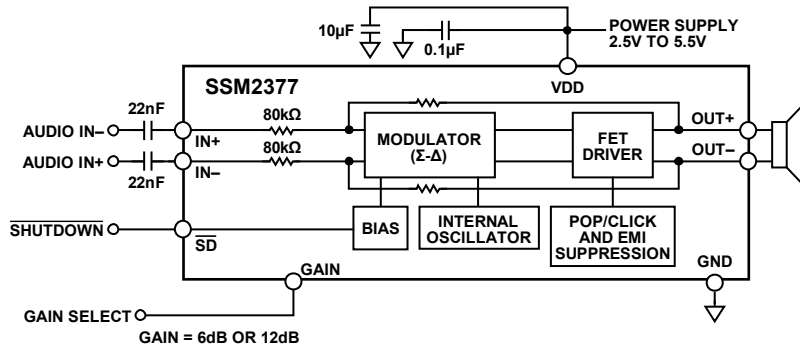 10µF
0.1µF
POWER SUPPLY
2.5V TO 5.5V
SSM2377
VDD
22nF
AUDIO IN–
IN+
80kΩ
MODULATOR
(Σ-Δ)
FET
DRIVER
OUT+
AUDIO IN+
22nF
IN–
80kΩ
OUT–
SHUTDOWN
SD
BIAS
INTERNAL
OSCILLATOR
POP/CLICK
AND EMI
SUPPRESSION
GAIN
GND
GAIN SELECT
GAIN = 6dB OR 12dB